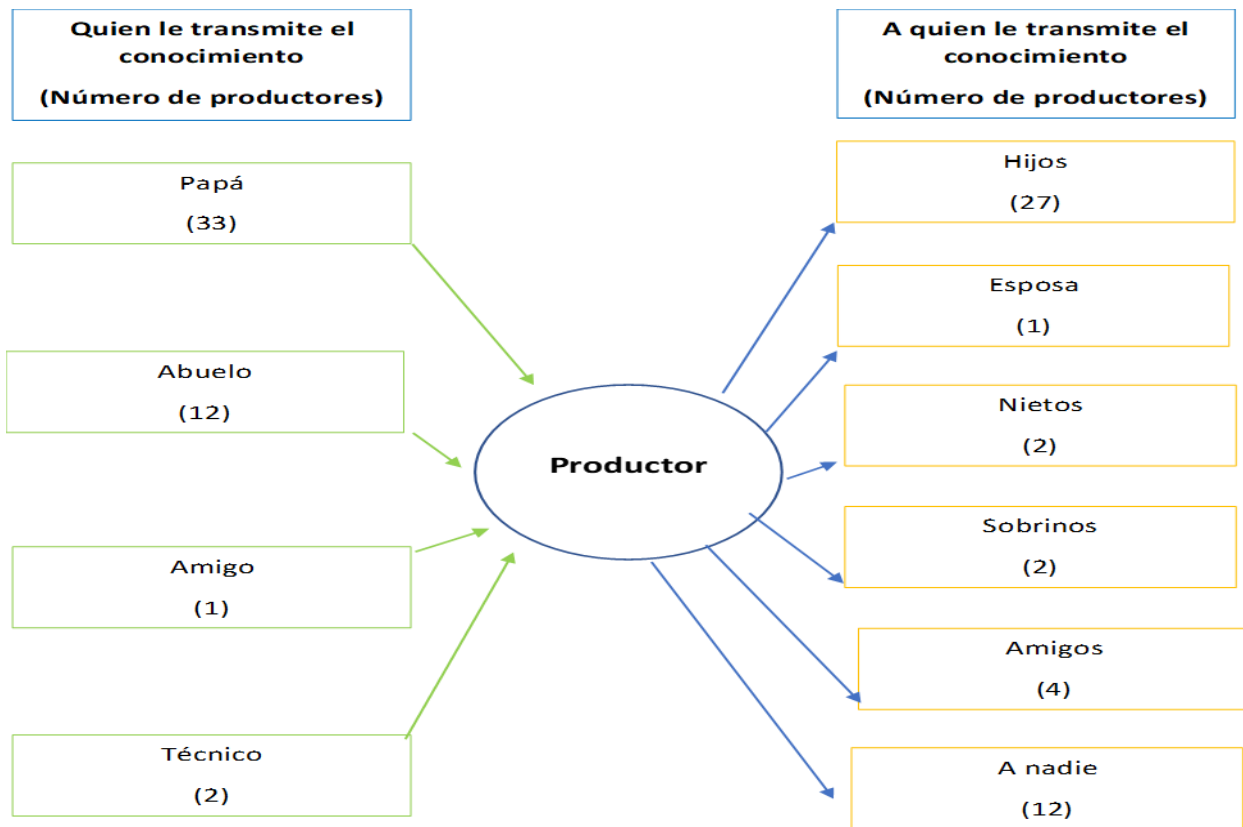 Quien le transmite el
conocimiento
(Número de productores)
Papá
(33)
Abuelo
(12)
Amigo
(1)
Técnico
(2)
Productor
A quien le transmite el
conocimiento
(Número de productores)
Hijos
(27)
Esposa
(1)
Nietos
(2)
Sobrinos
(2)
Amigos
(4)
A nadie
(12)